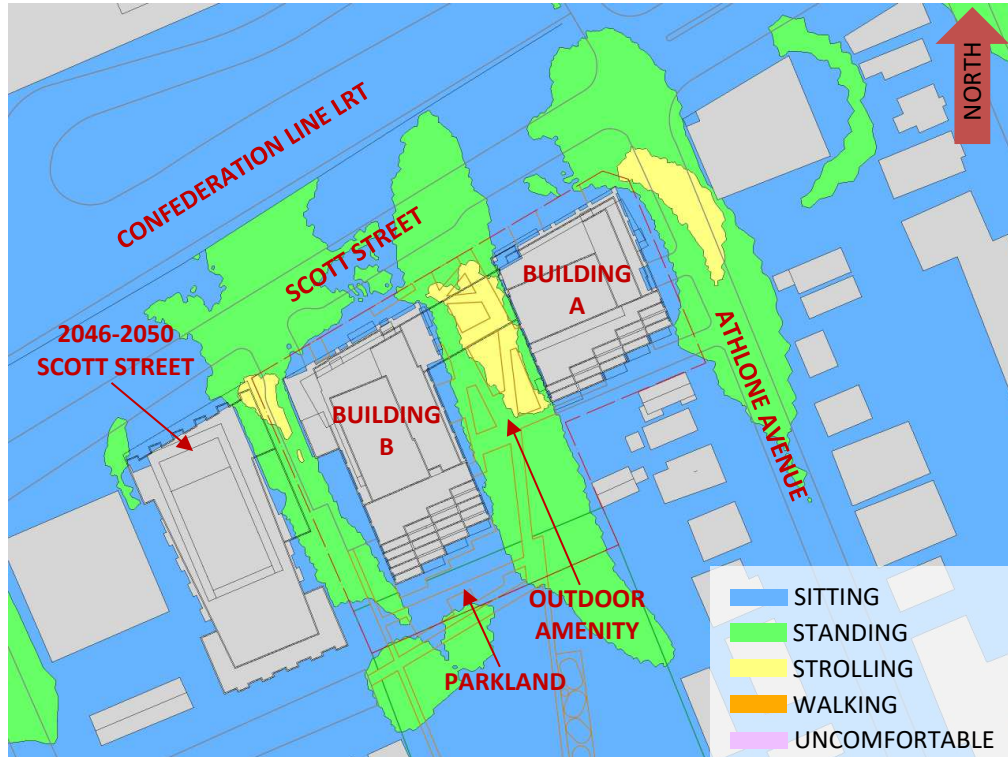 NORTH
CONFEDERATION LINE LRT
SCOTT STREET
BUILDING
A
2046-2050
SCOTT STREET
BUILDING
B
ATHLONE AVENUE
OUTDOOR
AMENITY
PARKLAND
SITTING
STANDING
STROLLING
WALKING
UNCOMFORTABLE